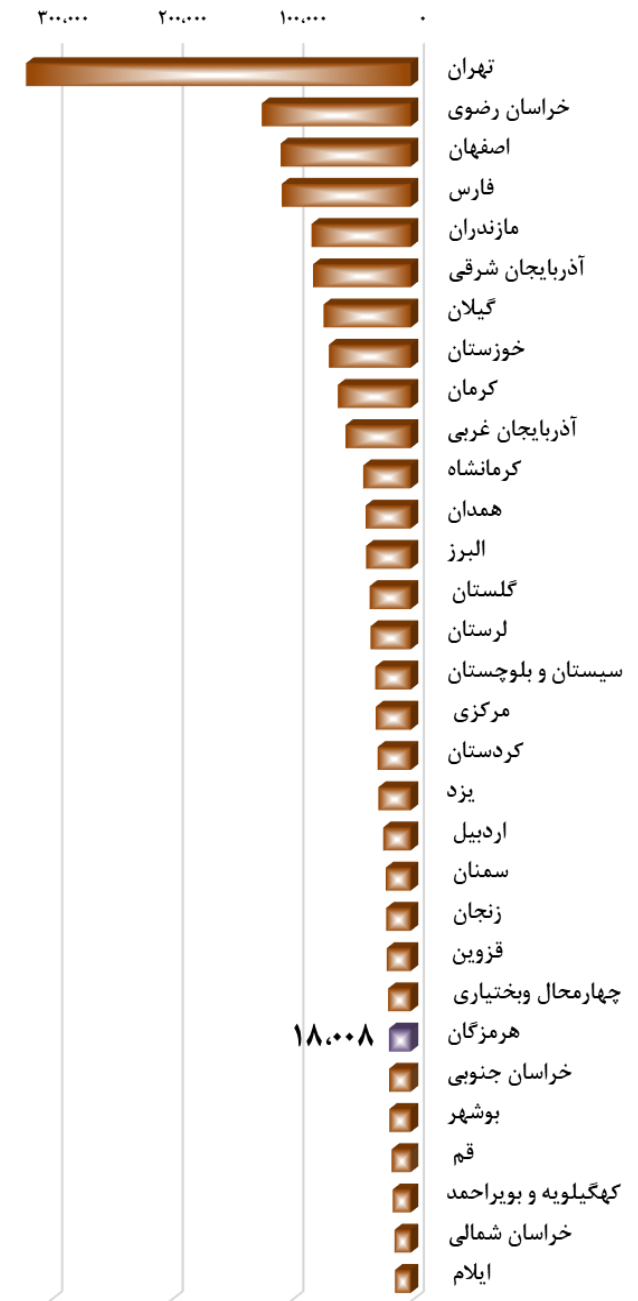 ۳۰۰،۰۰۰ ۲۰۰،۰۰۰ ۱۰۰،۰۰۰ ۰
تهران
خراسان رضوی
اصفهان
فارس
مازندران
آذربایجان شرقی
گیلان
خوزستان
کرمان
آذربایجان غربی
کرمانشاه
همدان
البرز
گلستان
لرستان
سیستان و بلوچستان
مرکزی
کردستان
یزد
اردبیل
سمنان
زنجان
قزوین
چهارمحال وبختیاری
هرمزگان ۱۸،۰۰۸
خراسان جنوبی
بوشهر
قم
کهگیلویه و بویراحمد
خراسان شمالی
ایلام